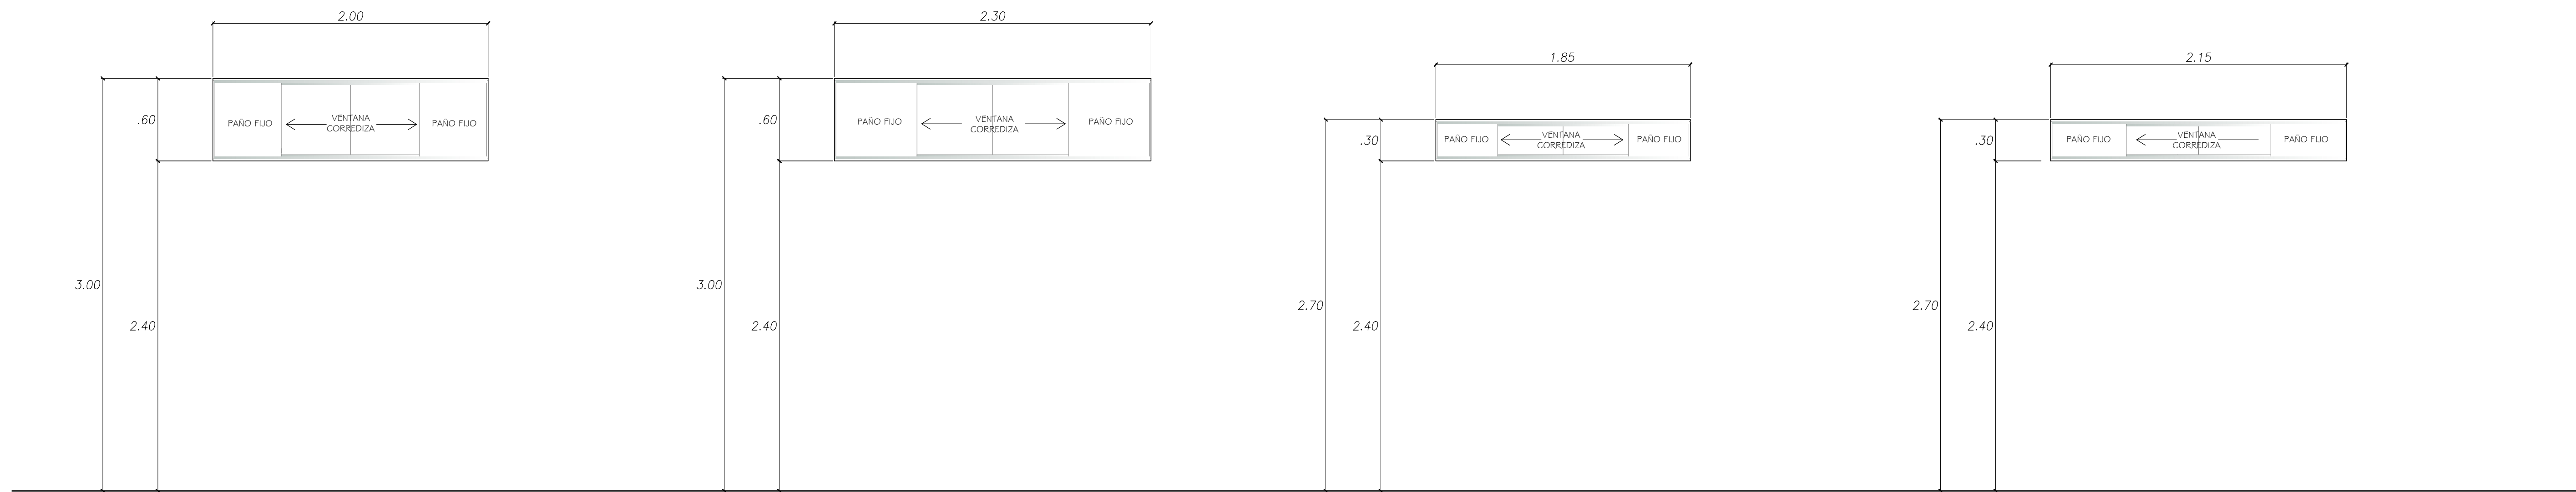 2.00
.60
PAÑO FIJO
VENTANA
CORREDIZA
PAÑO FIJO
3.00
2.40
2.30
.60
PAÑO FIJO
VENTANA
CORREDIZA
PAÑO FIJO
3.00
2.40
1.85
.30
PAÑO FIJO
VENTANA
CORREDIZA
PAÑO FIJO
2.70
2.40
2.15
.30
PAÑO FIJO
VENTANA
CORREDIZA
PAÑO FIJO
2.70
2.40